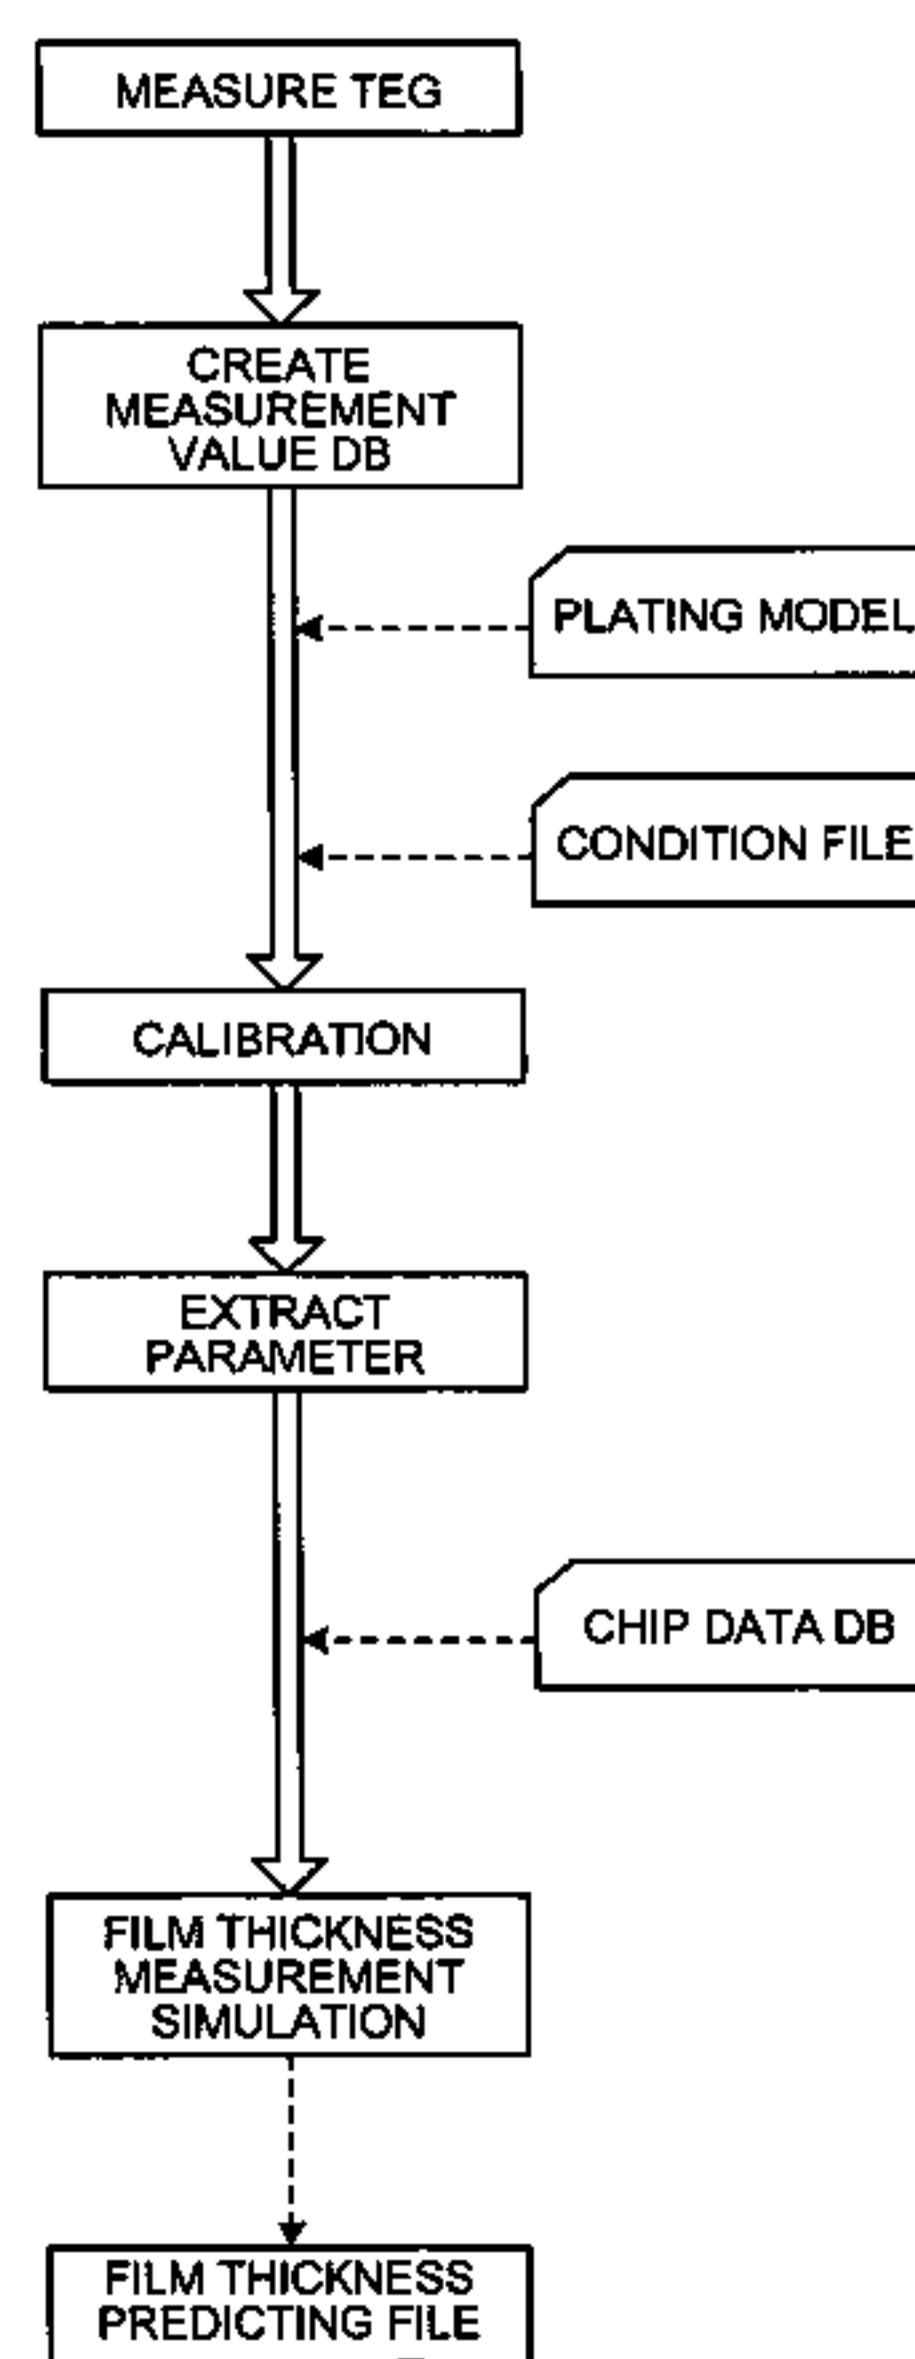 MEASURE TEG
CREATE
MEASUREMENT
VALUE DB
PLATING MODEL
CONDITION FILE
CALIBRATION
EXTRACT
PARAMETER
CHIP DATA DB
FILM THICKNESS
MEASUREMENT
SIMULATION
FILM THICKNESS
PREDICTING FILE